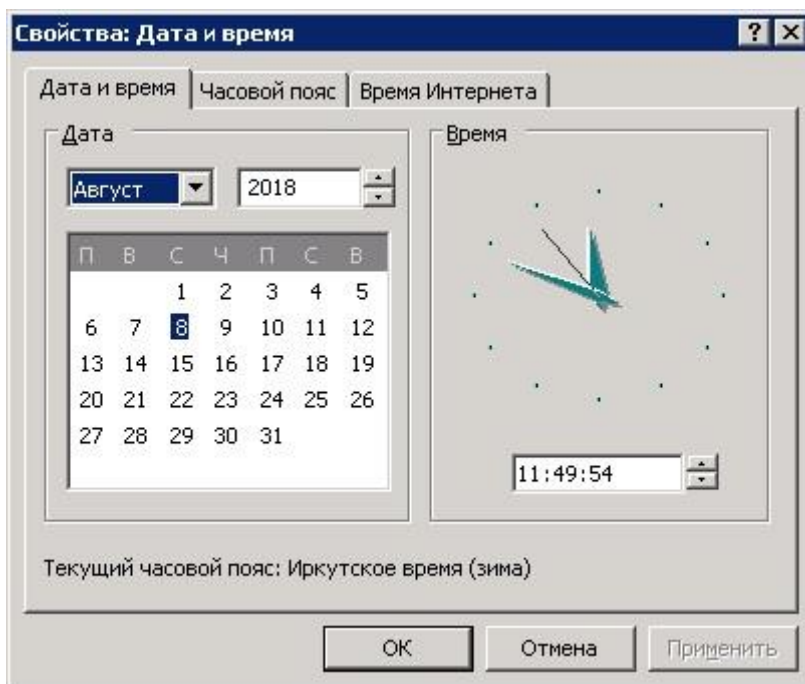 Свойства: Дата и время
Дата и время Часовой пояс Время Интернета
Дата
Август 2018
П В С Ч П С В
1 2 3 4 5
6 7 8 9 10 11 12
13 14 15 16 17 18 19
20 21 22 23 24 25 26
27 28 29 30 31
Время
11:49:54
Текущий часовой пояс: Иркутское время (зима)
ОК Отмена Применить